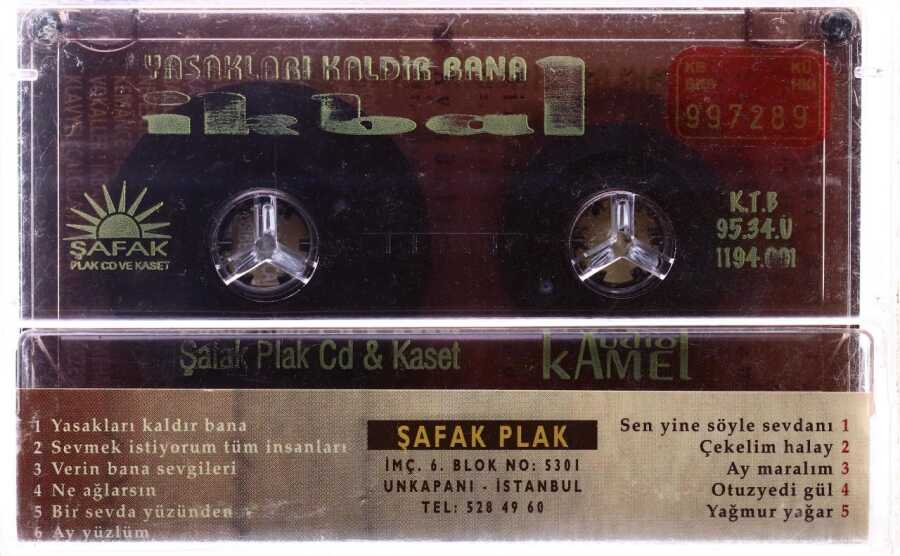 YASAKLARI KALDIR BANA
ikbal
997289
ŞAFAK
PLAK CD VE KASET
K.T.B
95.34.Ü
1194.001
Şafak Plak Cd & Kaset
Audio
KAMEL
1 Yasakları kaldır bana
2 Sevmek istiyorum tüm insanları
3 Verin bana sevgileri
4 Ne ağlarsın
5 Bir sevda yüzünden
6 Ay yüzlüm
ŞAFAK PLAK
İMÇ. 6. BLOK NO: 5301
UNKAPANI - İSTANBUL
TEL: 528 49 60
Sen yine söyle sevdanı 1
Çekelim halay 2
Ay maralım 3
Otuzyedi gül 4
Yağmur yağar 5